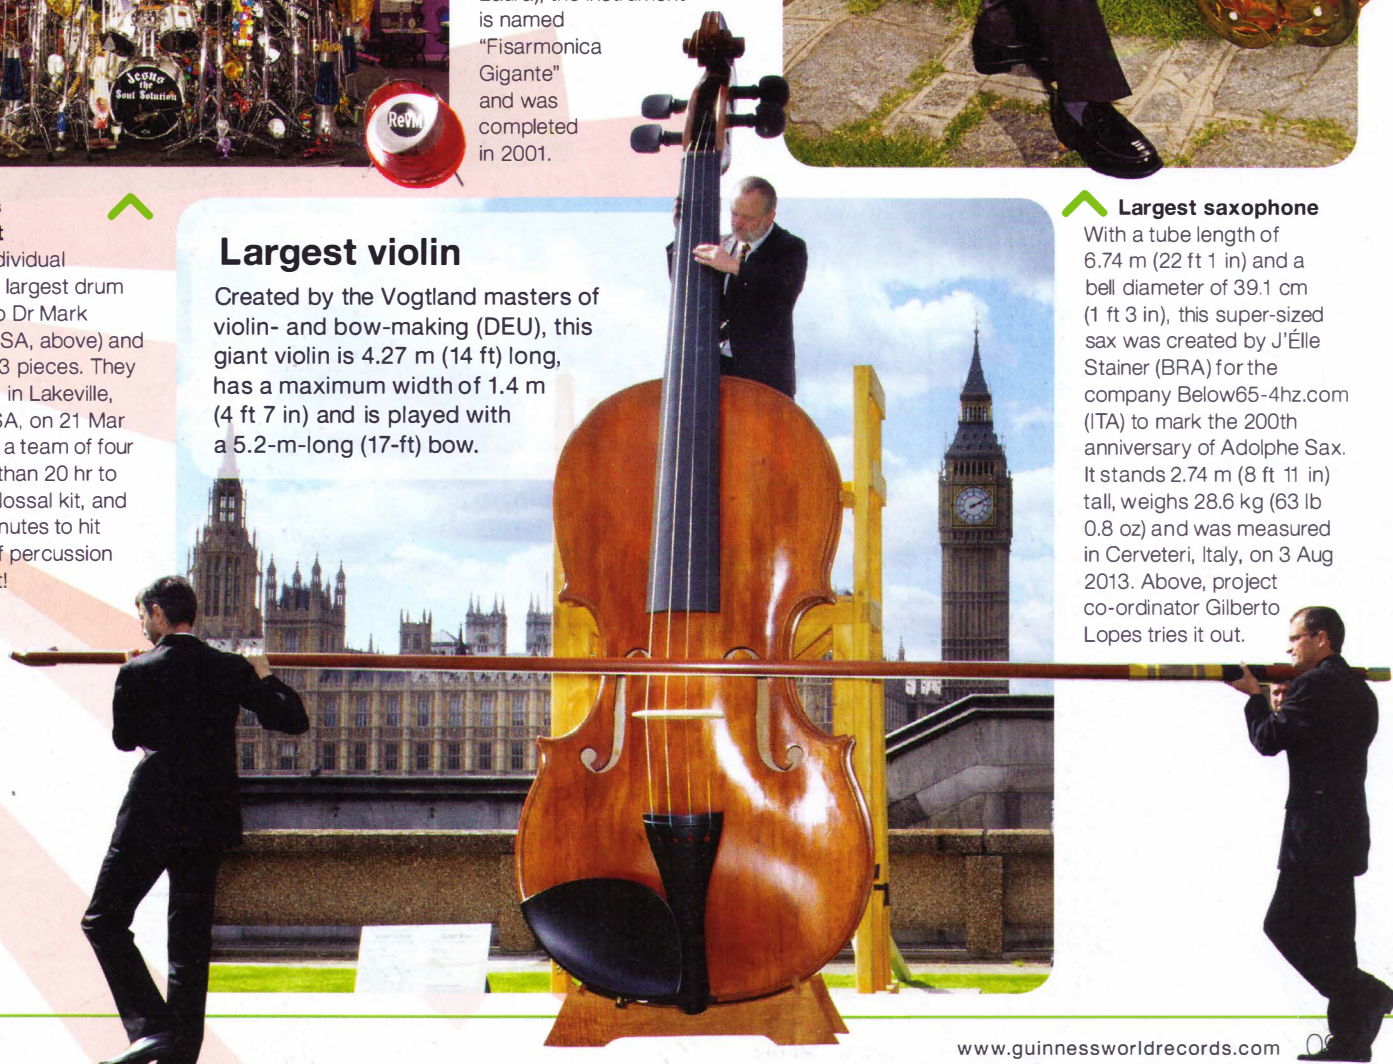 Jesus
the
Soul Solution
ReVM
is named
“Fisarmonica
Gigante”
and was
completed
in 2001.
dividual
largest drum
Dr Mark
SA, above) and
3 pieces. They
in Lakeville,
SA, on 21 Mar
a team of four
than 20 hr to
lossal kit, and
nutes to hit
f percussion
t!
Largest violin
Created by the Vogtland masters of
violin- and bow-making (DEU), this
giant violin is 4.27 m (14 ft) long,
has a maximum width of 1.4 m
(4 ft 7 in) and is played with
a 5.2-m-long (17-ft) bow.
Largest saxophone
With a tube length of
6.74 m (22 ft 1 in) and a
bell diameter of 39.1 cm
(1 ft 3 in), this super-sized
sax was created by J’Élle
Stainer (BRA) for the
company Below65-4hz.com
(ITA) to mark the 200th
anniversary of Adolphe Sax.
It stands 2.74 m (8 ft 11 in)
tall, weighs 28.6 kg (63 lb
0.8 oz) and was measured
in Cerveteri, Italy, on 3 Aug
2013. Above, project
co-ordinator Gilberto
Lopes tries it out.
www.guinnessworldrecords.com